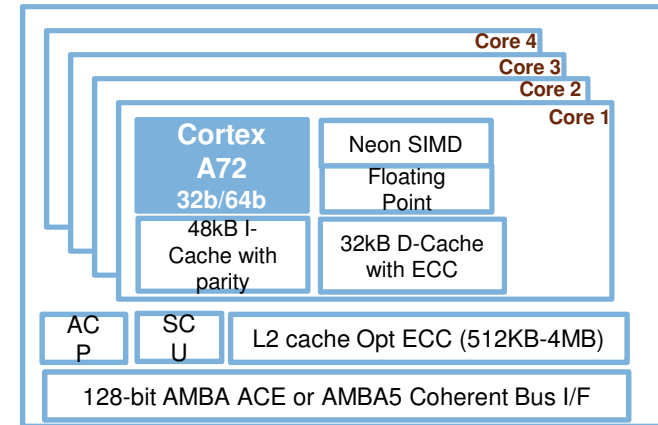 Core 4
Core 3
Core 2
Core 1
Cortex
A72
32b/64b
Neon SIMD
Floating
Point
48kB I-
Cache with
parity
32kB D-Cache
with ECC
AC
P
SC
U
L2 cache Opt ECC (512KB-4MB)
128-bit AMBA ACE or AMBA5 Coherent Bus I/F